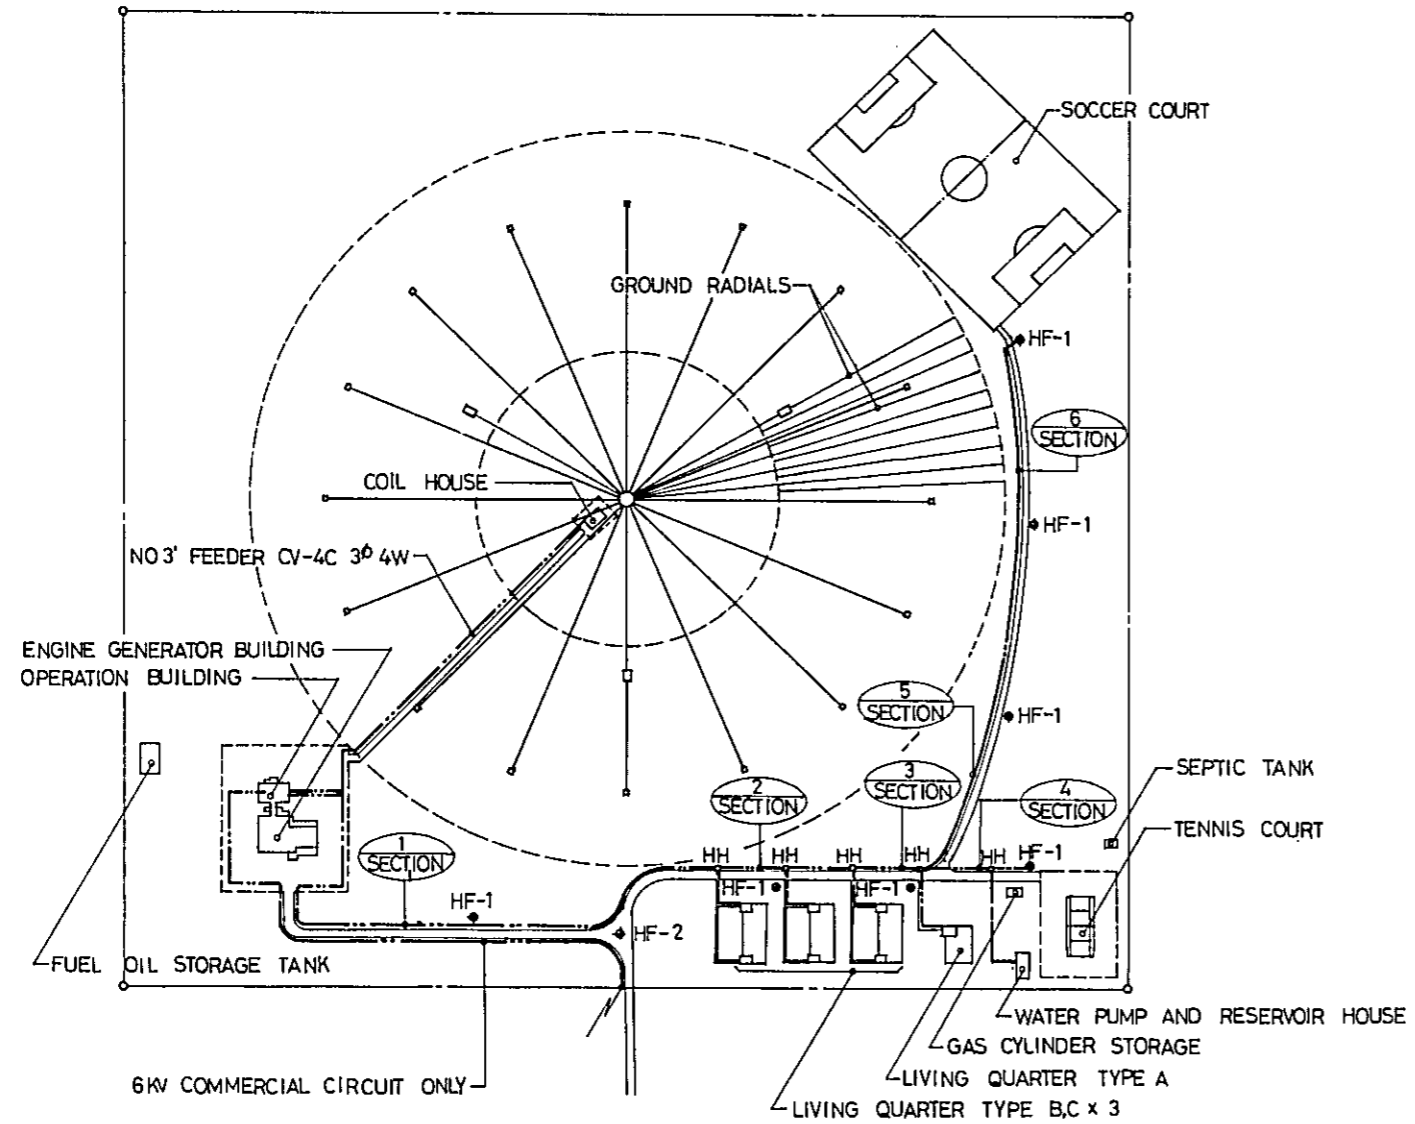 SOCCER COURT
GROUND RADIALS
HF-1
6
SECTION
COIL HOUSE
HF-1
NO 3' FEEDER CV-4C 3ϕ 4W
ENGINE GENERATOR BUILDING
OPERATION BUILDING
5
SECTION
HF-1
SEPTIC TANK
2
SECTION
3
SECTION
4
SECTION
TENNIS COURT
1
SECTION
HH
HH
HH
HH
HH
HF-1
HF-1
HF-1
HF-1
HF-2
FUEL OIL STORAGE TANK
WATER PUMP AND RESERVOIR HOUSE
GAS CYLINDER STORAGE
LIVING QUARTER TYPE A
6KV COMMERCIAL CIRCUIT ONLY
LIVING QUARTER TYPE B,C × 3